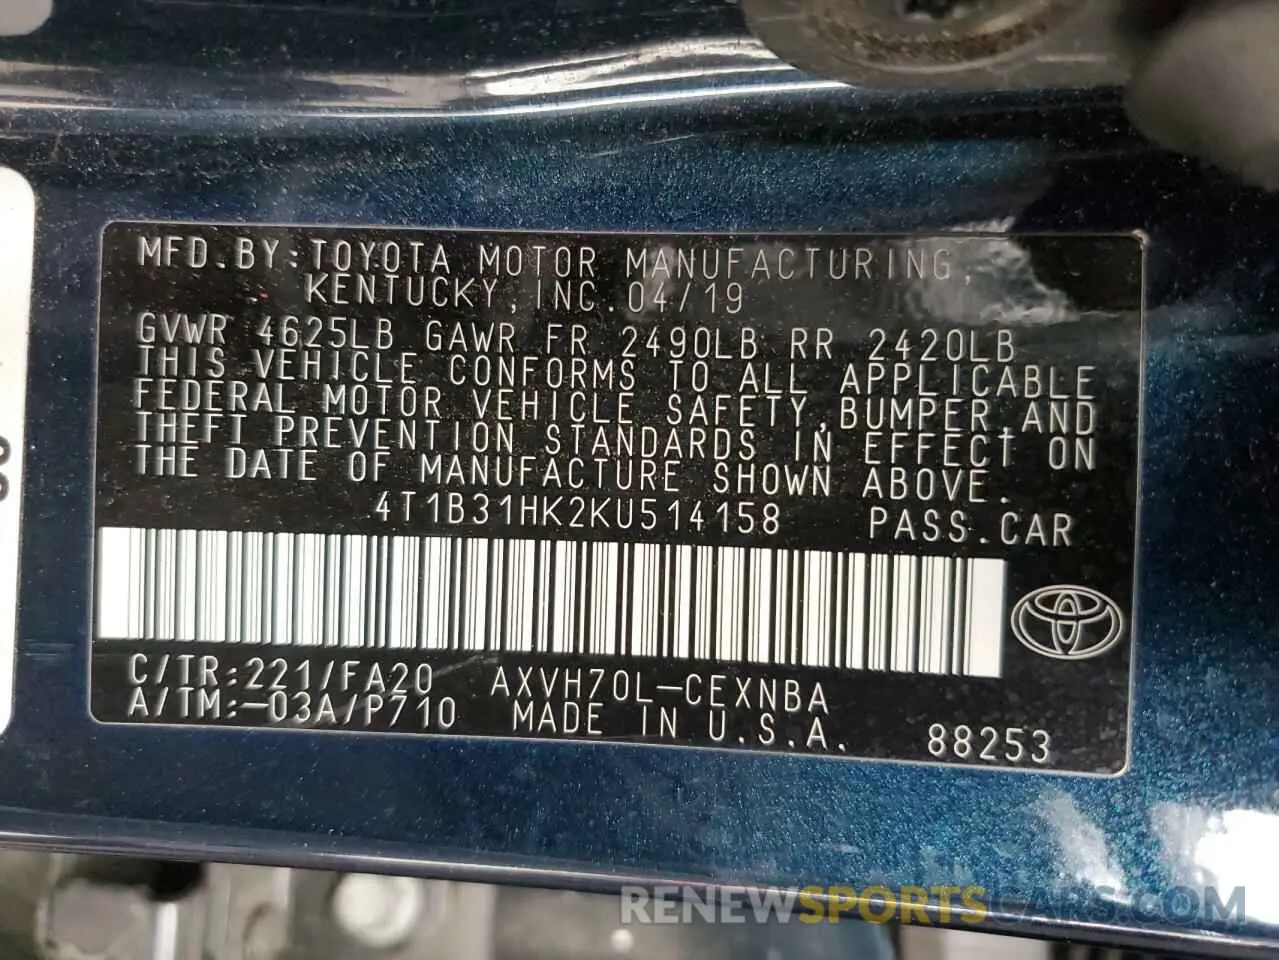 MFD.BY:TOYOTA MOTOR MANUFACTURING,
KENTUCKY,INC.04/19
GVWR 4625LB GAWR FR 2490LB RR 2420LB
THIS VEHICLE CONFORMS TO ALL APPLICABLE
FEDERAL MOTOR VEHICLE SAFETY,BUMPER,AND
THEFT PREVENTION STANDARDS IN EFFECT ON
THE DATE OF MANUFACTURE SHOWN ABOVE.
4T1B31HK2KU514158 PASS.CAR
C/TR:221/FA20 AXVH70L-CEXNBA
A/TM:-03A/P710 MADE IN U.S.A. 88253
RENEWSPORTSCARS.COM